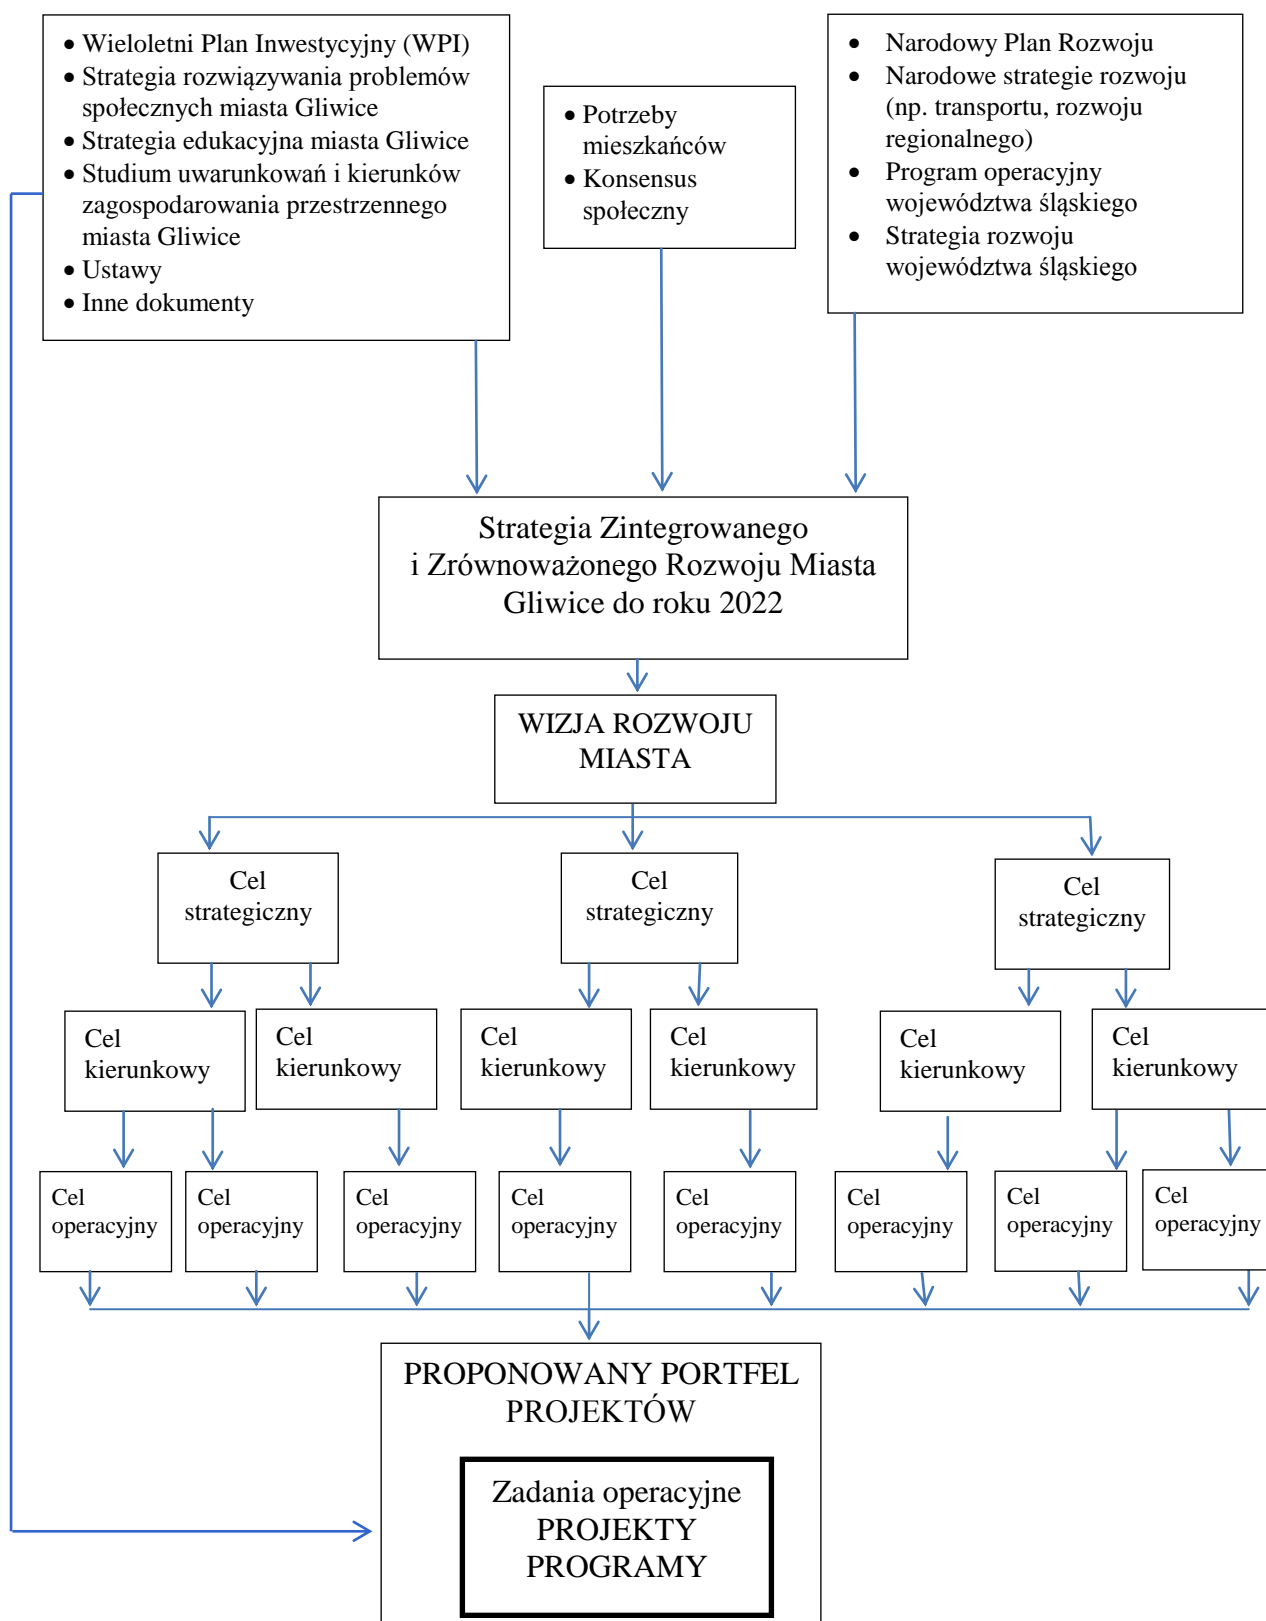 • Wieloletni Plan Inwestycyjny (WPI)
• Strategia rozwiązywania problemów
społecznych miasta Gliwice
• Strategia edukacyjna miasta Gliwice
• Studium uwarunkowań i kierunków
zagospodarowania przestrzennego
miasta Gliwice
• Ustawy
• Inne dokumenty
• Potrzeby
mieszkańców
• Konsensus
społeczny
• Narodowy Plan Rozwoju
• Narodowe strategie rozwoju
(np. transportu, rozwoju
regionalnego)
• Program operacyjny
województwa śląskiego
• Strategia rozwoju
województwa śląskiego
Strategia Zintegrowanego
i Zrównoważonego Rozwoju Miasta
Gliwice do roku 2022
WIZJA ROZWOJU
MIASTA
Cel
strategiczny
Cel
strategiczny
Cel
strategiczny
Cel
kierunkowy
Cel
kierunkowy
Cel
kierunkowy
Cel
kierunkowy
Cel
kierunkowy
Cel
kierunkowy
Cel
operacyjny
Cel
operacyjny
Cel
operacyjny
Cel
operacyjny
Cel
operacyjny
Cel
operacyjny
Cel
operacyjny
Cel
operacyjny
PROPONOWANY PORTFEL
PROJEKTÓW
Zadania operacyjne
PROJEKTY
PROGRAMY